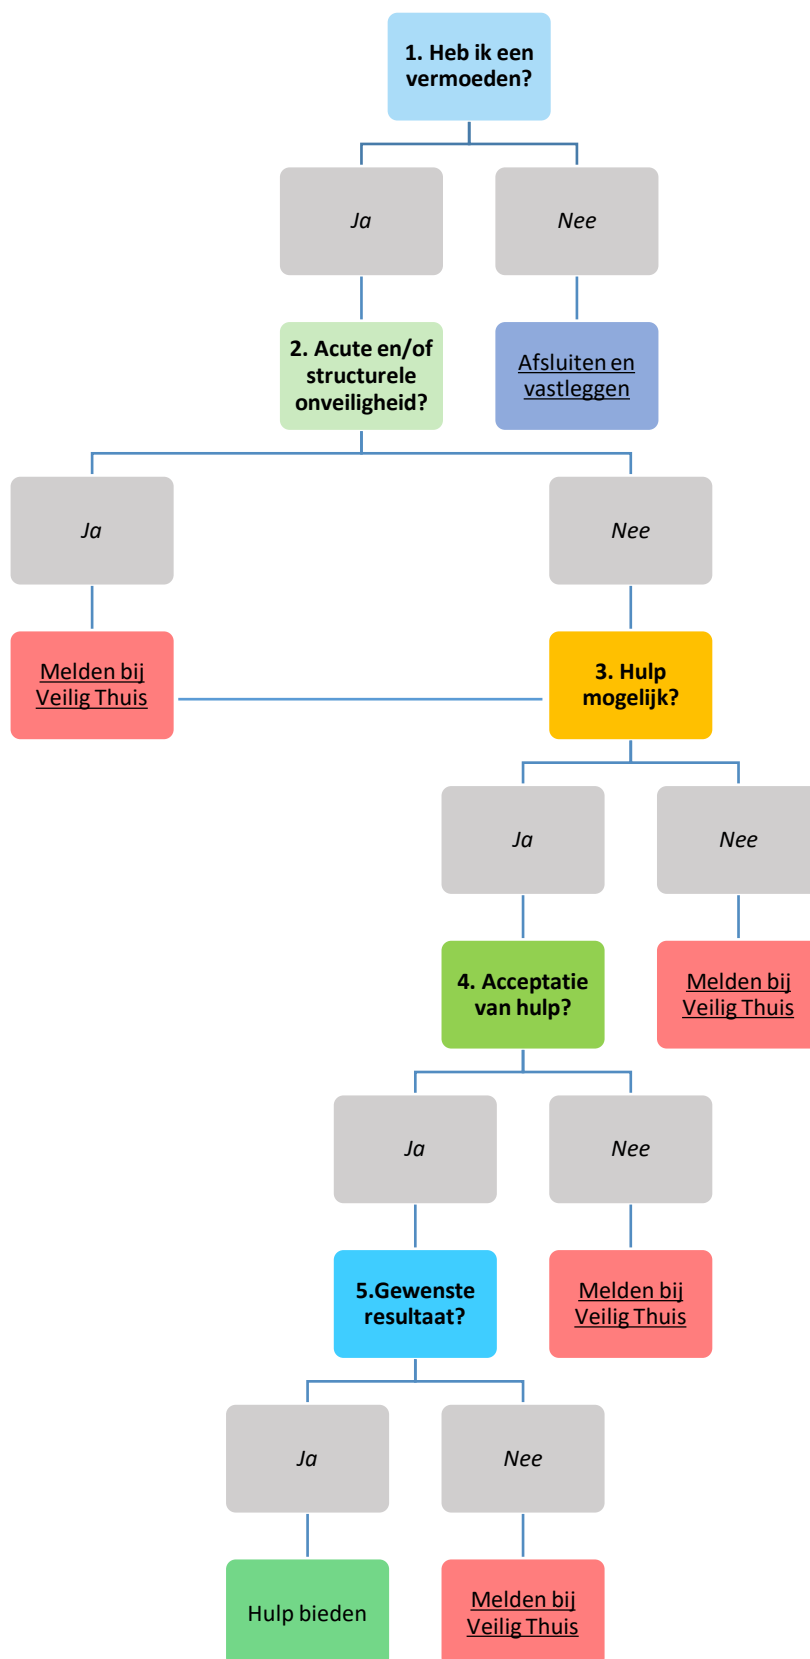 1. Heb ik een
vermoeden?
Ja
Nee
2. Acute en/of
structurele
onveiligheid?
Afsluiten en
vastleggen
Ja
Nee
Melden bij
Veilig Thuis
3. Hulp
mogelijk?
Ja
Nee
4. Acceptatie
van hulp?
Melden bij
Veilig Thuis
Ja
Nee
5.Gewenste
resultaat?
Melden bij
Veilig Thuis
Ja
Nee
Hulp bieden
Melden bij
Veilig Thuis